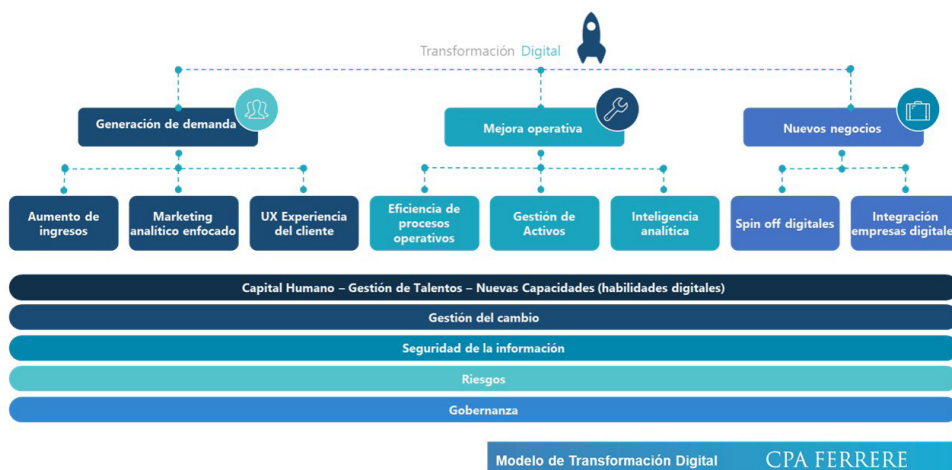 Transformación Digital
Generación de demanda
Mejora operativa
Nuevos negocios
Aumento de
ingresos
Marketing
analítico enfocado
UX Experiencia
del cliente
Eficiencia de
procesos
operativos
Gestión de
Activos
Inteligencia
analítica
Spin off digitales
Integración
empresas digitale
Capital Humano – Gestión de Talentos – Nuevas Capacidades (habilidades digitales)
Gestión del cambio
Seguridad de la información
Riesgos
Gobernanza
Modelo de Transformación Digital
CPA FERRERE